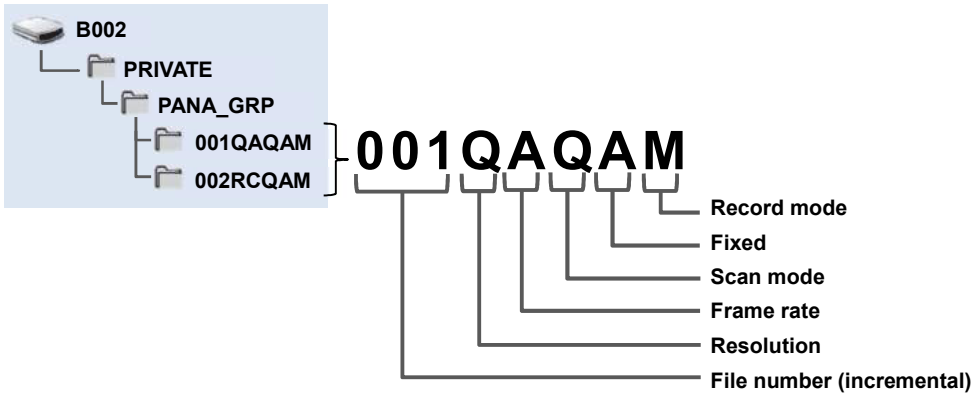 B002
PRIVATE
PANA_GRP
001QAQAM
002RCQAM
001QAQAM
Record mode
Fixed
Scan mode
Frame rate
Resolution
File number (incremental)